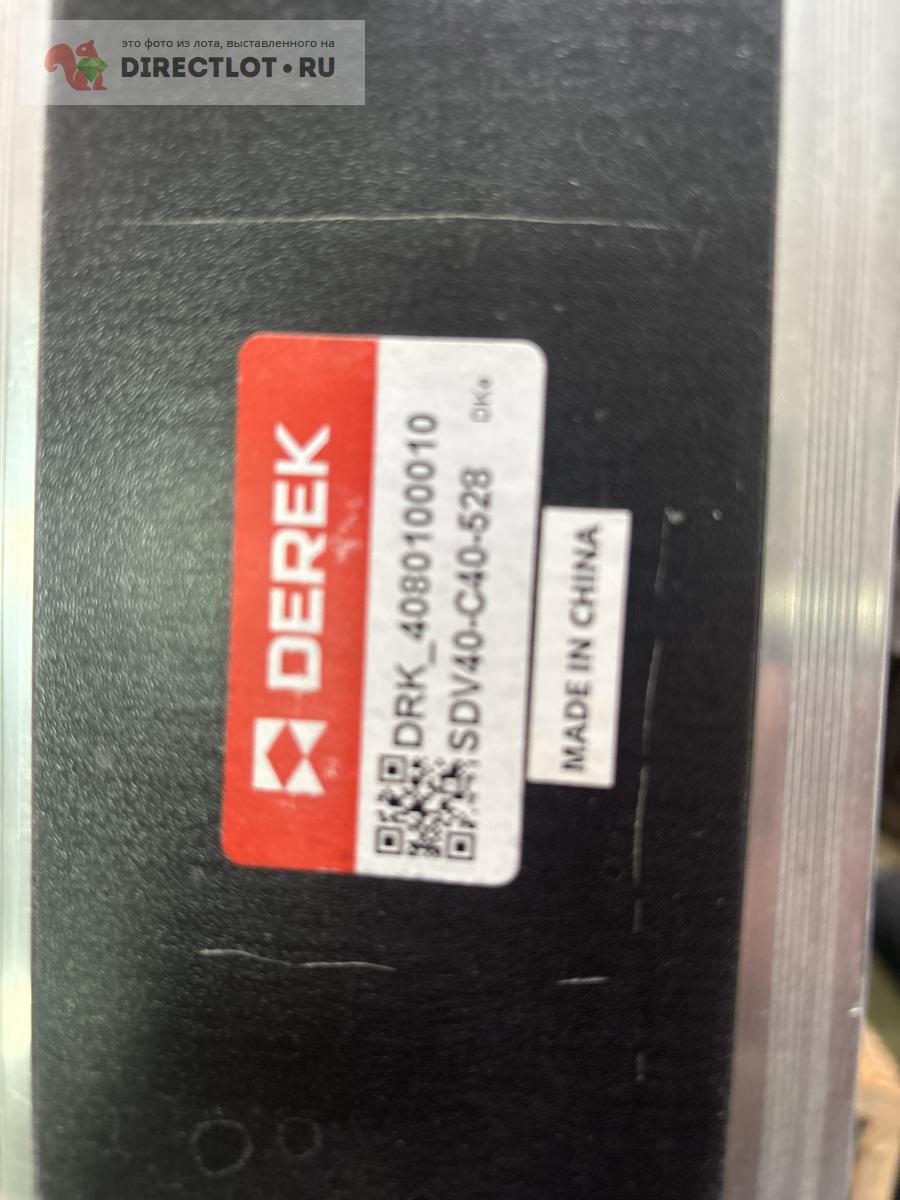 это фото из лота, выставленного на
DIRECTLOT.RU
DEREK
DRK_4080100010
SDV40-C40-528
MADE IN CHINA